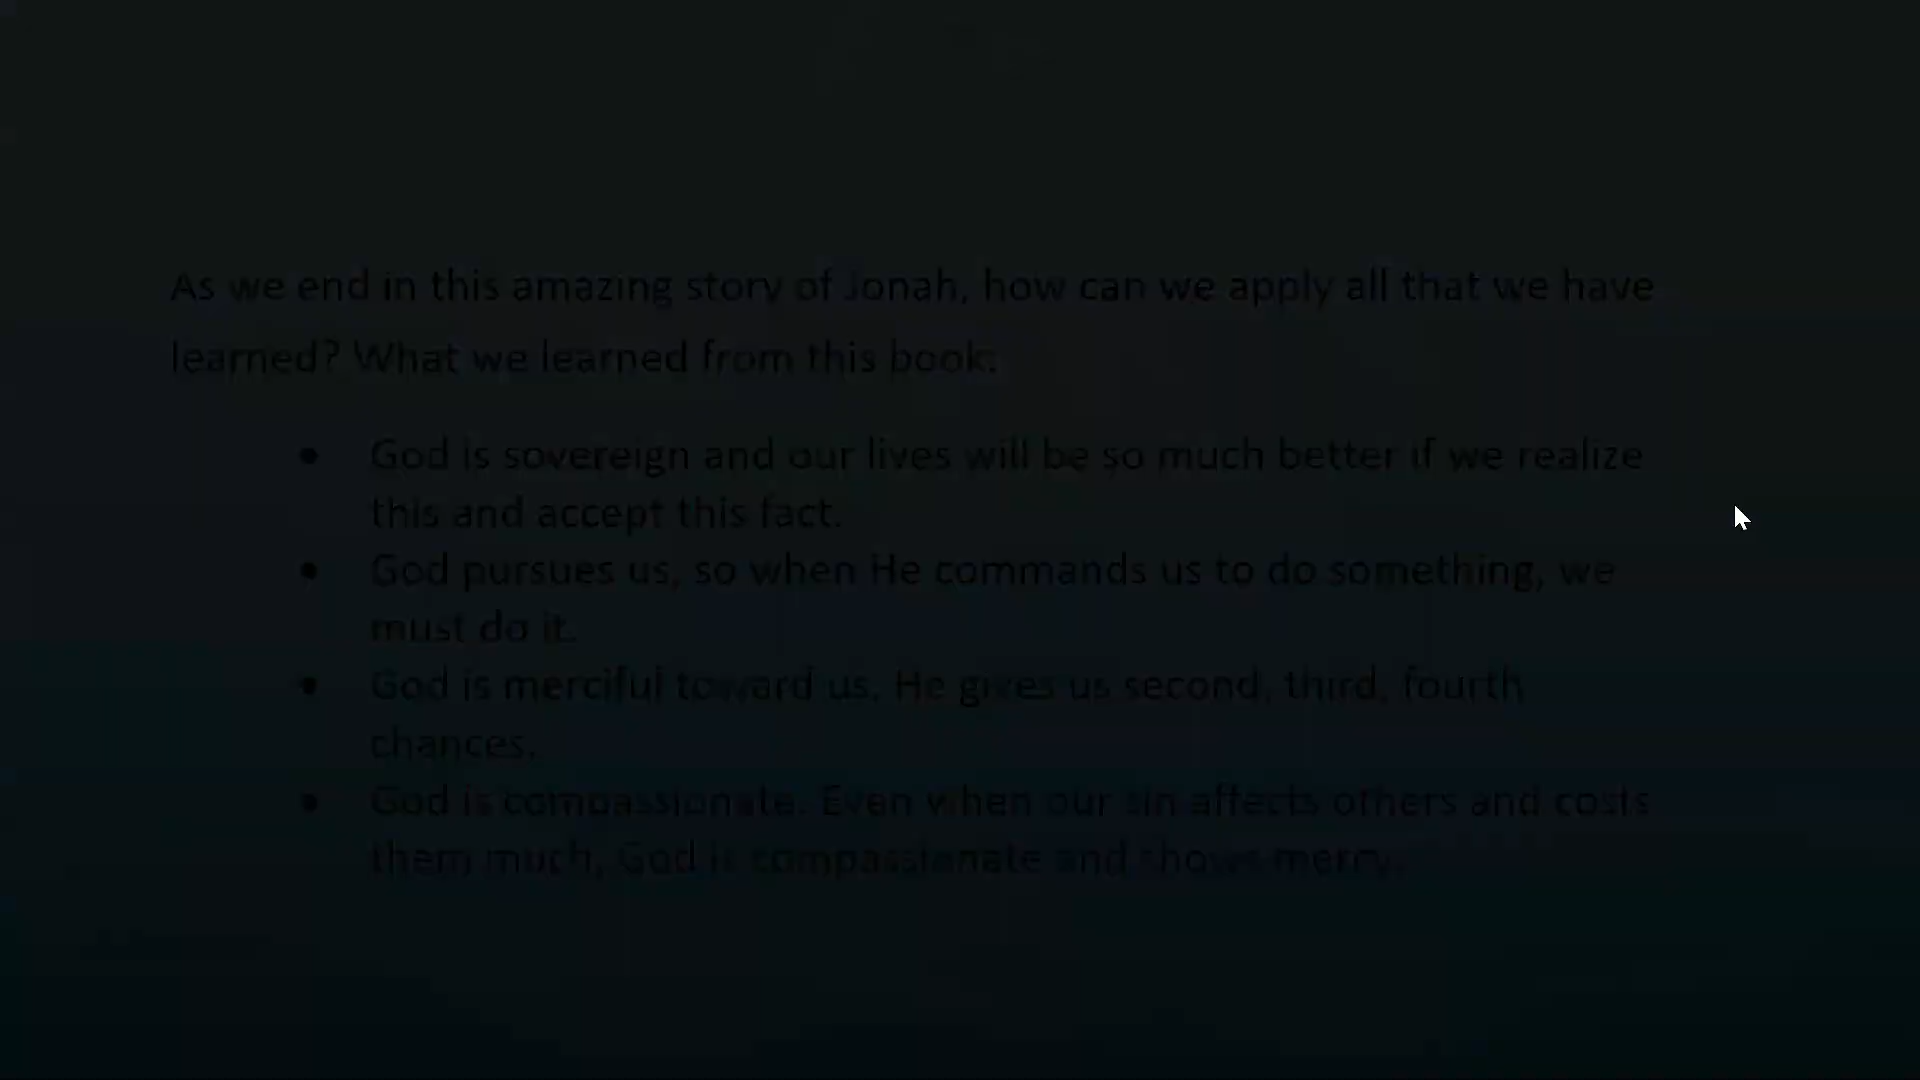 As we end in this amazing story of Jonah, how can we apply all that we have
learned? What we learned from this book:
• God is sovereign and our lives will be so much better if we realize
this and accept this fact.
• God pursues us, so when He commands us to do something, we
must do it.
• God is merciful toward us. He gives us second, third, fourth
chances.
• God is compassionate. Even when our sin affects others and costs
them much, God is compassionate and shows mercy.